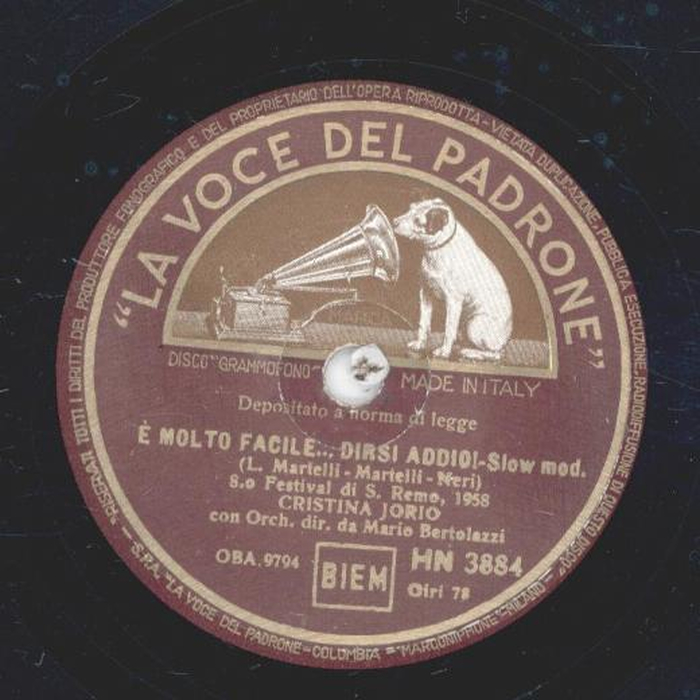 "RISERVATI TUTTI I DIRITTI DEL PRODUTTORE FONOGRAFICO E DEL PROPRIETARIO DELL'OPERA RIPRODOTTA - VIETATA DUPLICAZIONE, PUBBLICA ESECUZIONE, RADIODIFFUSIONE DI QUESTO DISCO"
"LA VOCE DEL PADRONE"
DISCO "GRAMMOFONO"
MADE IN ITALY
Depositato a norma di legge
È MOLTO FACILE... DIRSI ADDIO!-Slow mod.
(L. Martelli - Martelli - Neri)
8.o Festival di S. Remo, 1958
CRISTINA JORIO
con Orch. dir. da Mario Bertolazzi
OBA.9794
BIEM
HN 3884
Giri 78
- S.P.A. "LA VOCE DEL PADRONE - COLUMBIA - "MARCONIPHONE" - MILANO -